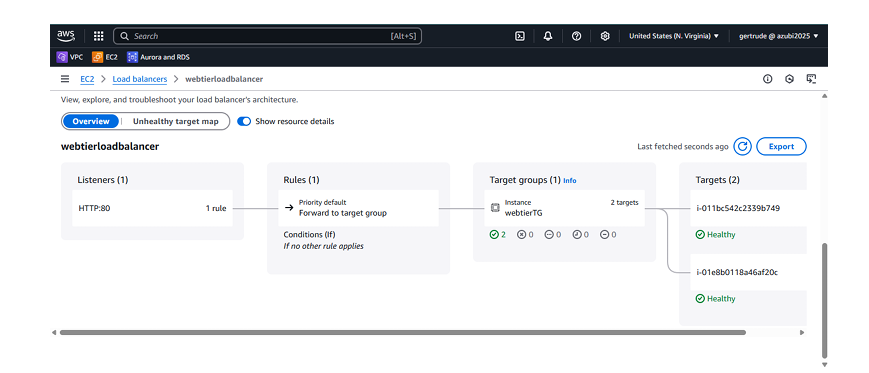 aws Search [Alt+S] United States (N. Virginia) gertrude @ azubi2025
VPC EC2 Aurora and RDS
EC2 > Load balancers > webtierloadbalancer
View, explore, and troubleshoot your load balancer's architecture.
Overview Unhealthy target map Show resource details
webtierloadbalancer Last fetched seconds ago Export
Listeners (1)
HTTP:80 1 rule
Rules (1)
Priority default
Forward to target group
Conditions (If)
If no other rule applies
Target groups (1) Info
Instance 2 targets
webtierTG
2 0 0 0 0
Targets (2)
i-011bc542c2339b749
Healthy
i-01e8b0118a46af20c
Healthy